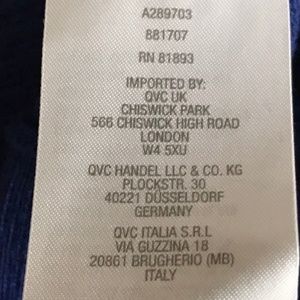 A289703
881707
RN 81893
IMPORTED BY:
QVC UK
CHISWICK PARK
566 CHISWICK HIGH ROAD
LONDON
W4 5XU
QVC HANDEL LLC & CO. KG
PLOCKSTR. 30
40221 DÜSSELDORF
GERMANY
QVC ITALIA S.R.L
VIA GUZZINA 18
20861 BRUGHERIO (MB)
ITALY